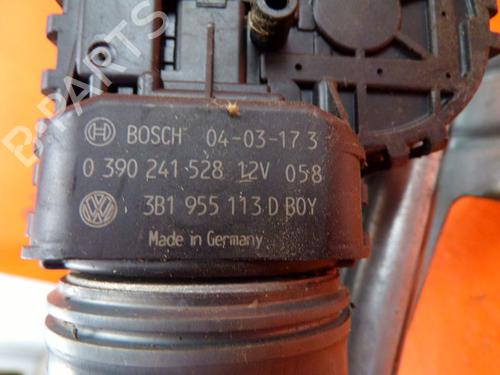 BOSCH 04-03-17 3
0 390 241 528 12V 058
3B1 955 113 D BOY
Made in Germany